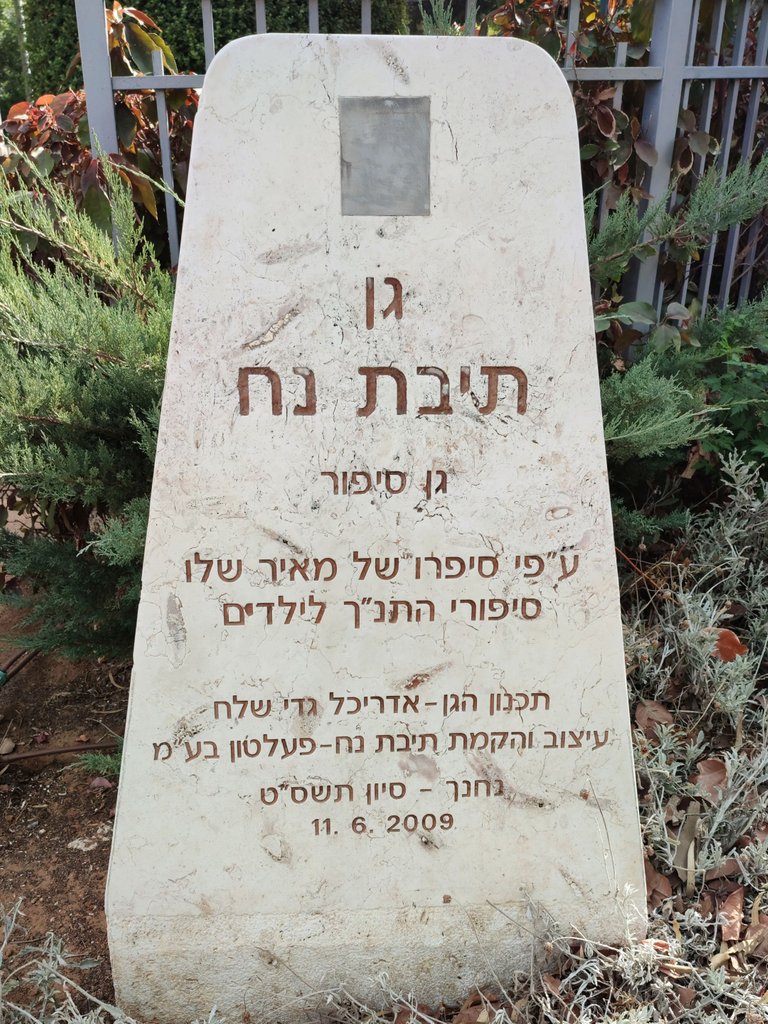 גן
תיבת נח
גן סיפור
ע"פי סיפרו של מאיר שלו
סיפורי התנ"ך לילדים
תכנון הגן-אדריכל גדי שלח
עיצוב והקמת תיבת נח-פעלטון בע"מ
נחנך - סיון תשס"ט
11. 6. 2009